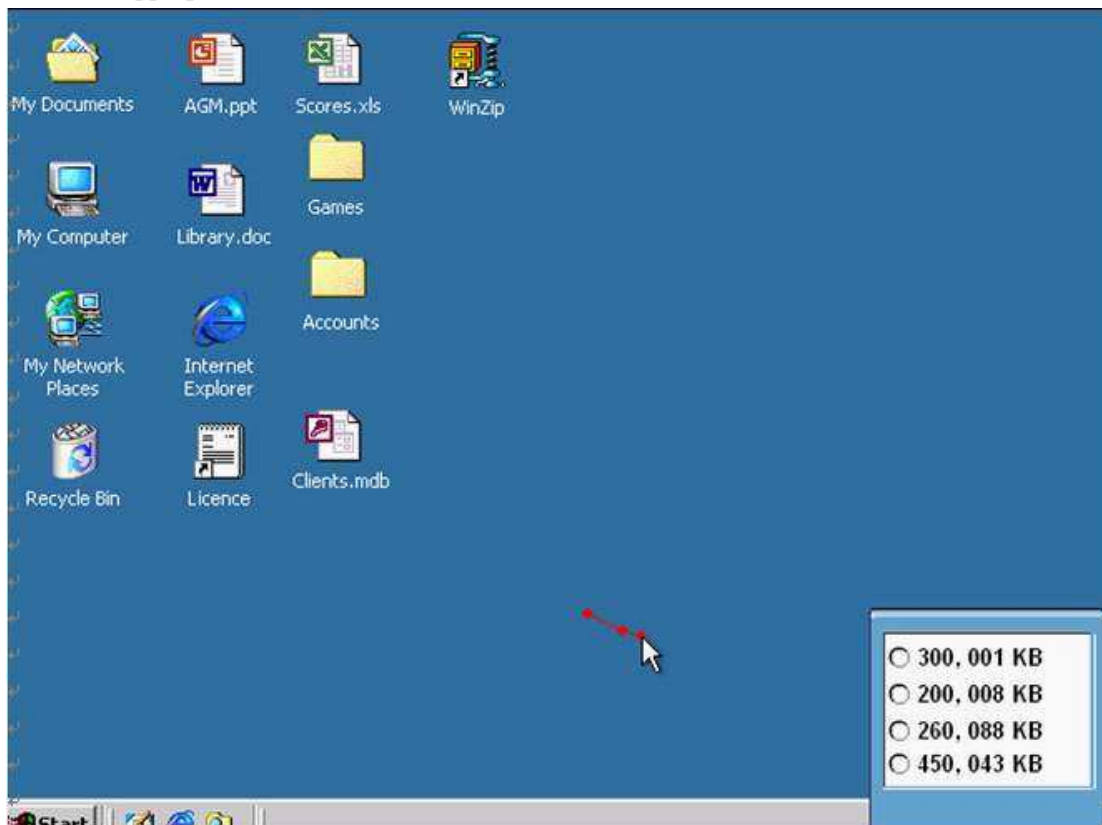 My Documents
AGM.ppt
Scores.xls
WinZip
My Computer
Library.doc
Games
My Network
Places
Internet
Explorer
Accounts
Recycle Bin
Licence
Clients.mdb
300, 001 KB
200, 008 KB
260, 088 KB
450, 043 KB
Start